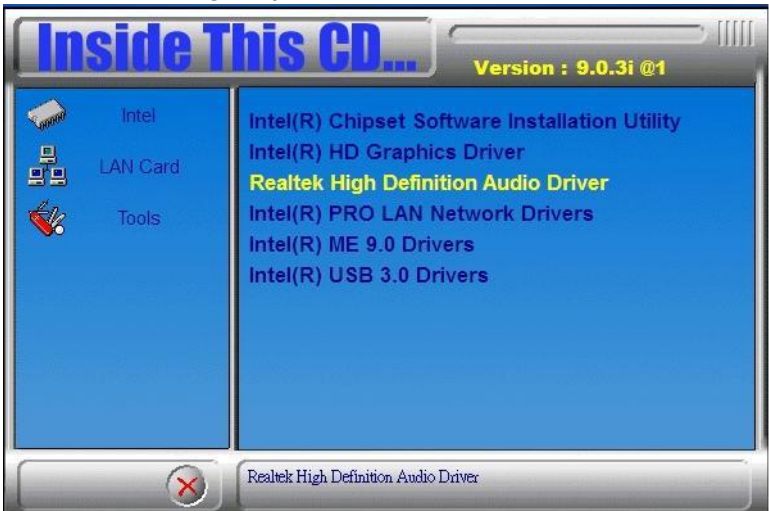 Inside This CD...
Version : 9.0.3i @1
Intel
LAN Card
Tools
Intel(R) Chipset Software Installation Utility
Intel(R) HD Graphics Driver
Realtek High Definition Audio Driver
Intel(R) PRO LAN Network Drivers
Intel(R) ME 9.0 Drivers
Intel(R) USB 3.0 Drivers
Realtek High Definition Audio Driver